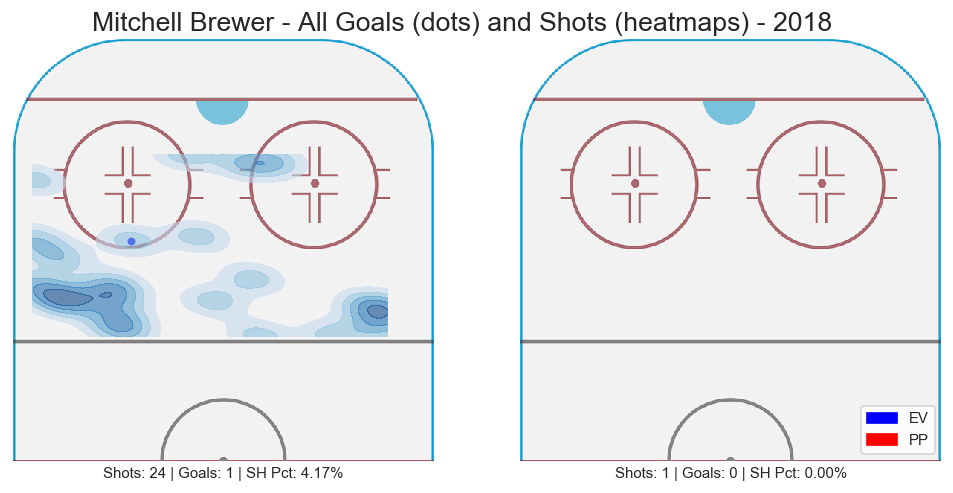 Mitchell Brewer - All Goals (dots) and Shots (heatmaps) - 2018
EV
PP
Shots: 24 | Goals: 1 | SH Pct: 4.17%
Shots: 1 | Goals: 0 | SH Pct: 0.00%